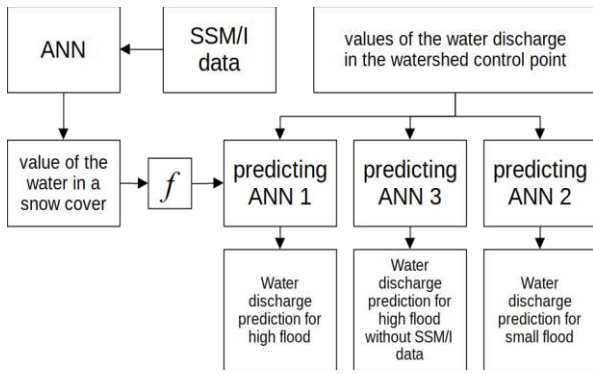 ANN
SSM/I
data
values of the water discharge
in the watershed control point
value of the
water in a
snow cover
f
predicting
ANN 1
predicting
ANN 3
predicting
ANN 2
Water
discharge
prediction for
high flood
Water
discharge
prediction for
high flood
without SSM/I
data
Water
discharge
prediction for
small flood